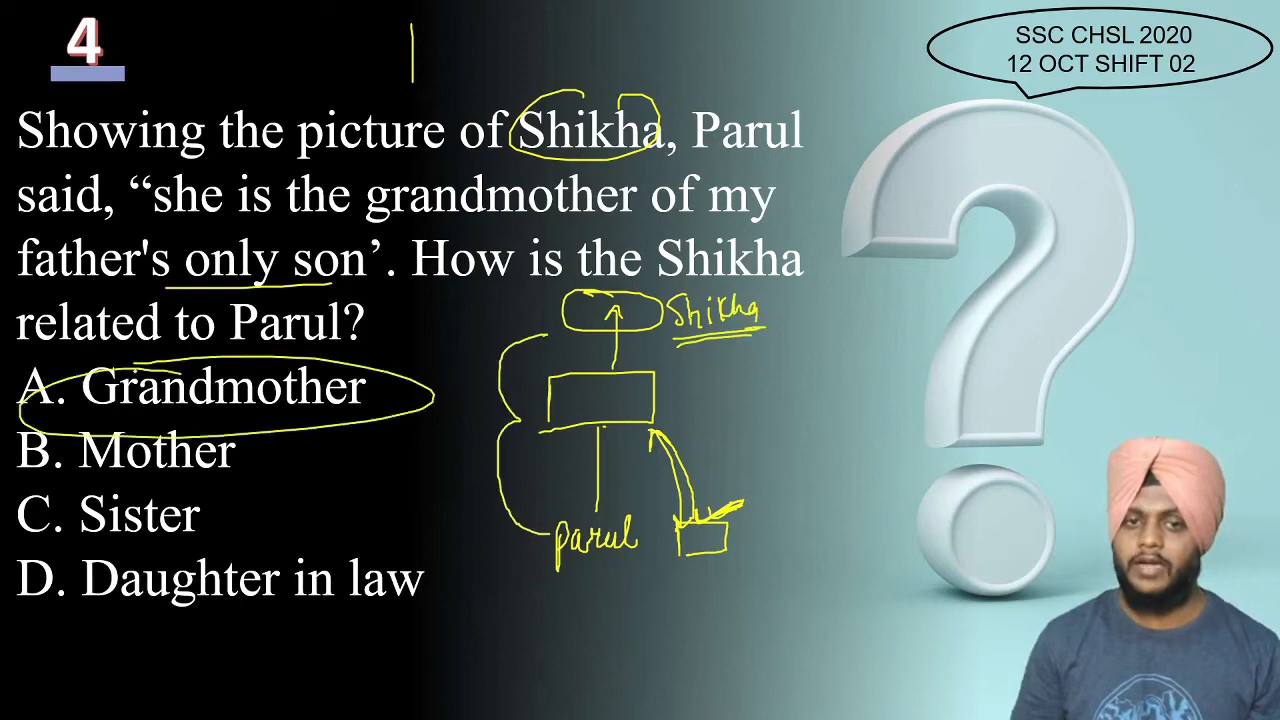 4
SSC CHSL 2020
12 OCT SHIFT 02
Showing the picture of Shikha, Parul
said, “she is the grandmother of my
father's only son’. How is the Shikha
related to Parul?
Shikha
A. Grandmother
B. Mother
C. Sister
parul
D. Daughter in law